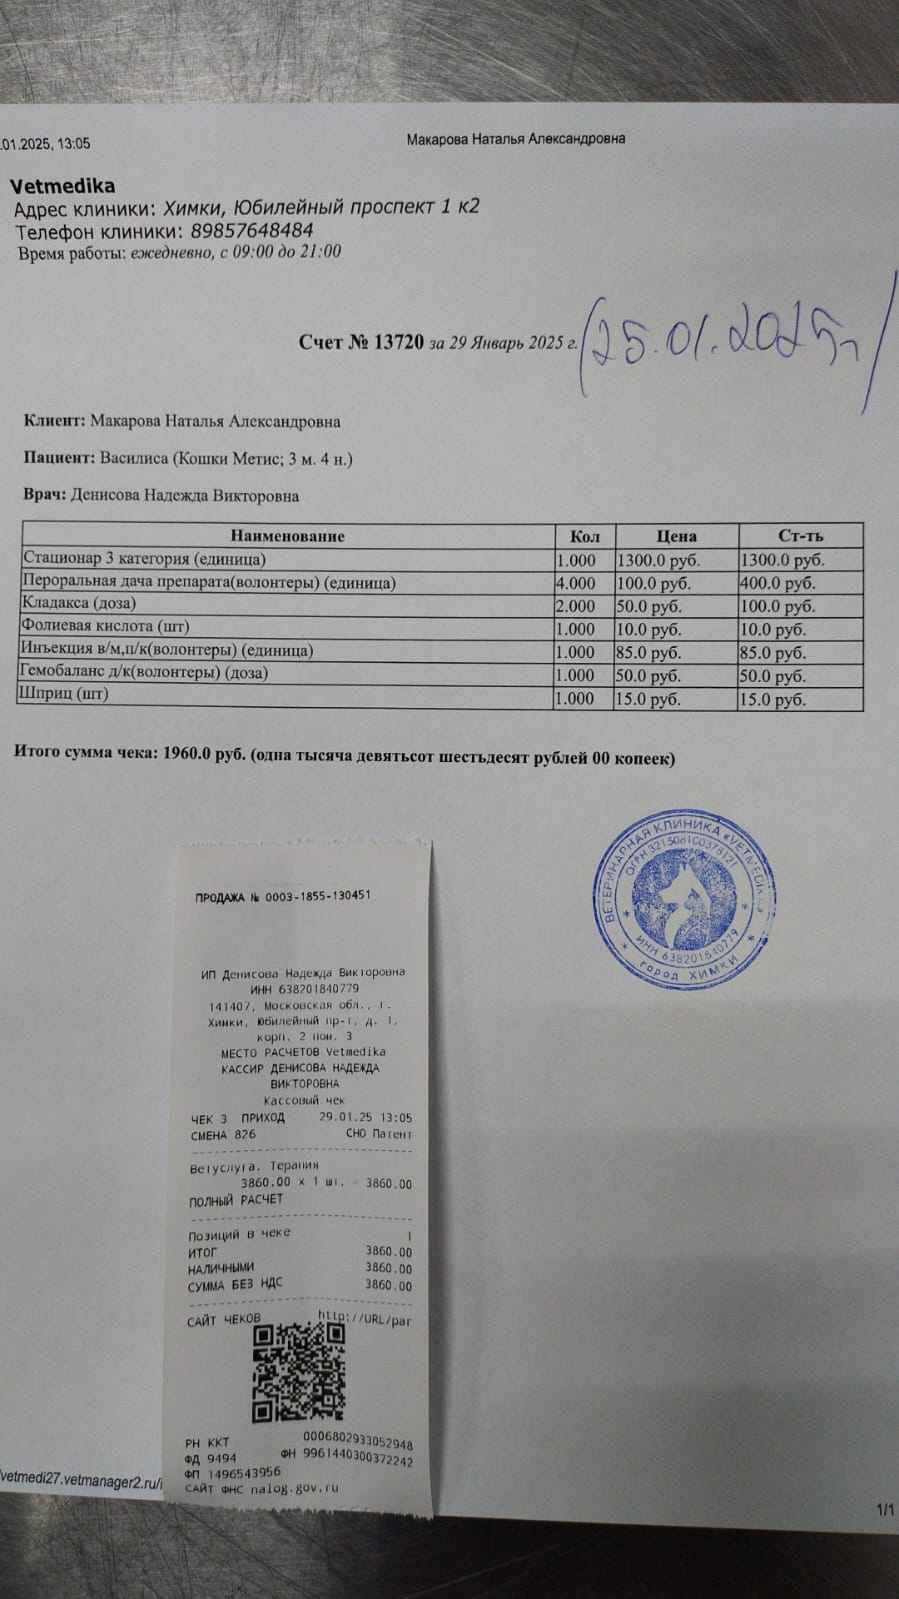 .01.2025, 13:05
Макарова Наталья Александровна
Vetmedika
Адрес клиники: Химки, Юбилейный проспект 1 к2
Телефон клиники: 89857648484
Время работы: ежедневно, с 09:00 до 21:00
Счет № 13720 за 29 Январь 2025 г. (25.01.2025г)
Клиент: Макарова Наталья Александровна
Пациент: Василиса (Кошки Метис; 3 м. 4 н.)
Врач: Денисова Надежда Викторовна
Наименование Кол Цена Ст-ть
Стационар 3 категория (единица) 1.000 1300.0 руб. 1300.0 руб.
Пероральная дача препарата(волонтеры) (единица) 4.000 100.0 руб. 400.0 руб.
Кладакса (доза) 2.000 50.0 руб. 100.0 руб.
Фолиевая кислота (шт) 1.000 10.0 руб. 10.0 руб.
Инъекция в/м,п/к(волонтеры) (единица) 1.000 85.0 руб. 85.0 руб.
Гемобаланс д/к(волонтеры) (доза) 1.000 50.0 руб. 50.0 руб.
Шприц (шт) 1.000 15.0 руб. 15.0 руб.
Итого сумма чека: 1960.0 руб. (одна тысяча девятьсот шестьдесят рублей 00 копеек)
ВЕТЕРИНАРНАЯ КЛИНИКА «VETMEDIKA»
ОГРН 321508100378121
ИНН 638201840779
город ХИМКИ
ПРОДАЖА № 0003-1855-130451
ИП Денисова Надежда Викторовна
ИНН 638201840779
141407, Московская обл., г.
Химки, Юбилейный пр-т, д. 1,
корп. 2 пом. 3
МЕСТО РАСЧЕТОВ Vetmedika
КАССИР ДЕНИСОВА НАДЕЖДА
ВИКТОРОВНА
Кассовый чек
ЧЕК 3 ПРИХОД 29.01.25 13:05
СМЕНА 826 СНО Патент
Ветуслуга. Терапия
3860.00 x 1 шт. = 3860.00
ПОЛНЫЙ РАСЧЕТ
Позиций в чеке 1
ИТОГ 3860.00
НАЛИЧНЫМИ 3860.00
СУММА БЕЗ НДС 3860.00
САЙТ ЧЕКОВ http://URL/par
РН ККТ 0006802933052948
ФД 9494 ФН 9961440300372242
ФП 1496543956
САЙТ ФНС nalog.gov.ru
vetmedi27.vetmanager2.ru/
1/1